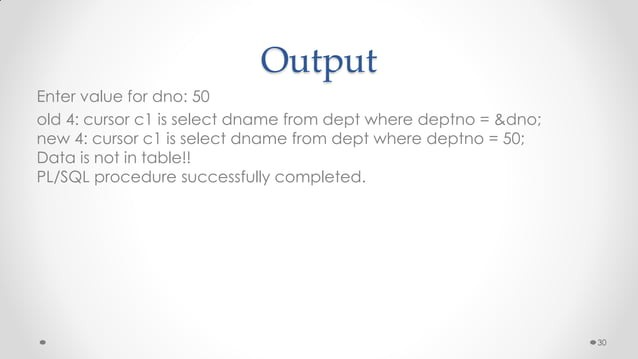 Output
Enter value for dno: 50
old 4: cursor c1 is select dname from dept where deptno = &dno;
new 4: cursor c1 is select dname from dept where deptno = 50;
Data is not in table!!
PL/SQL procedure successfully completed.
30